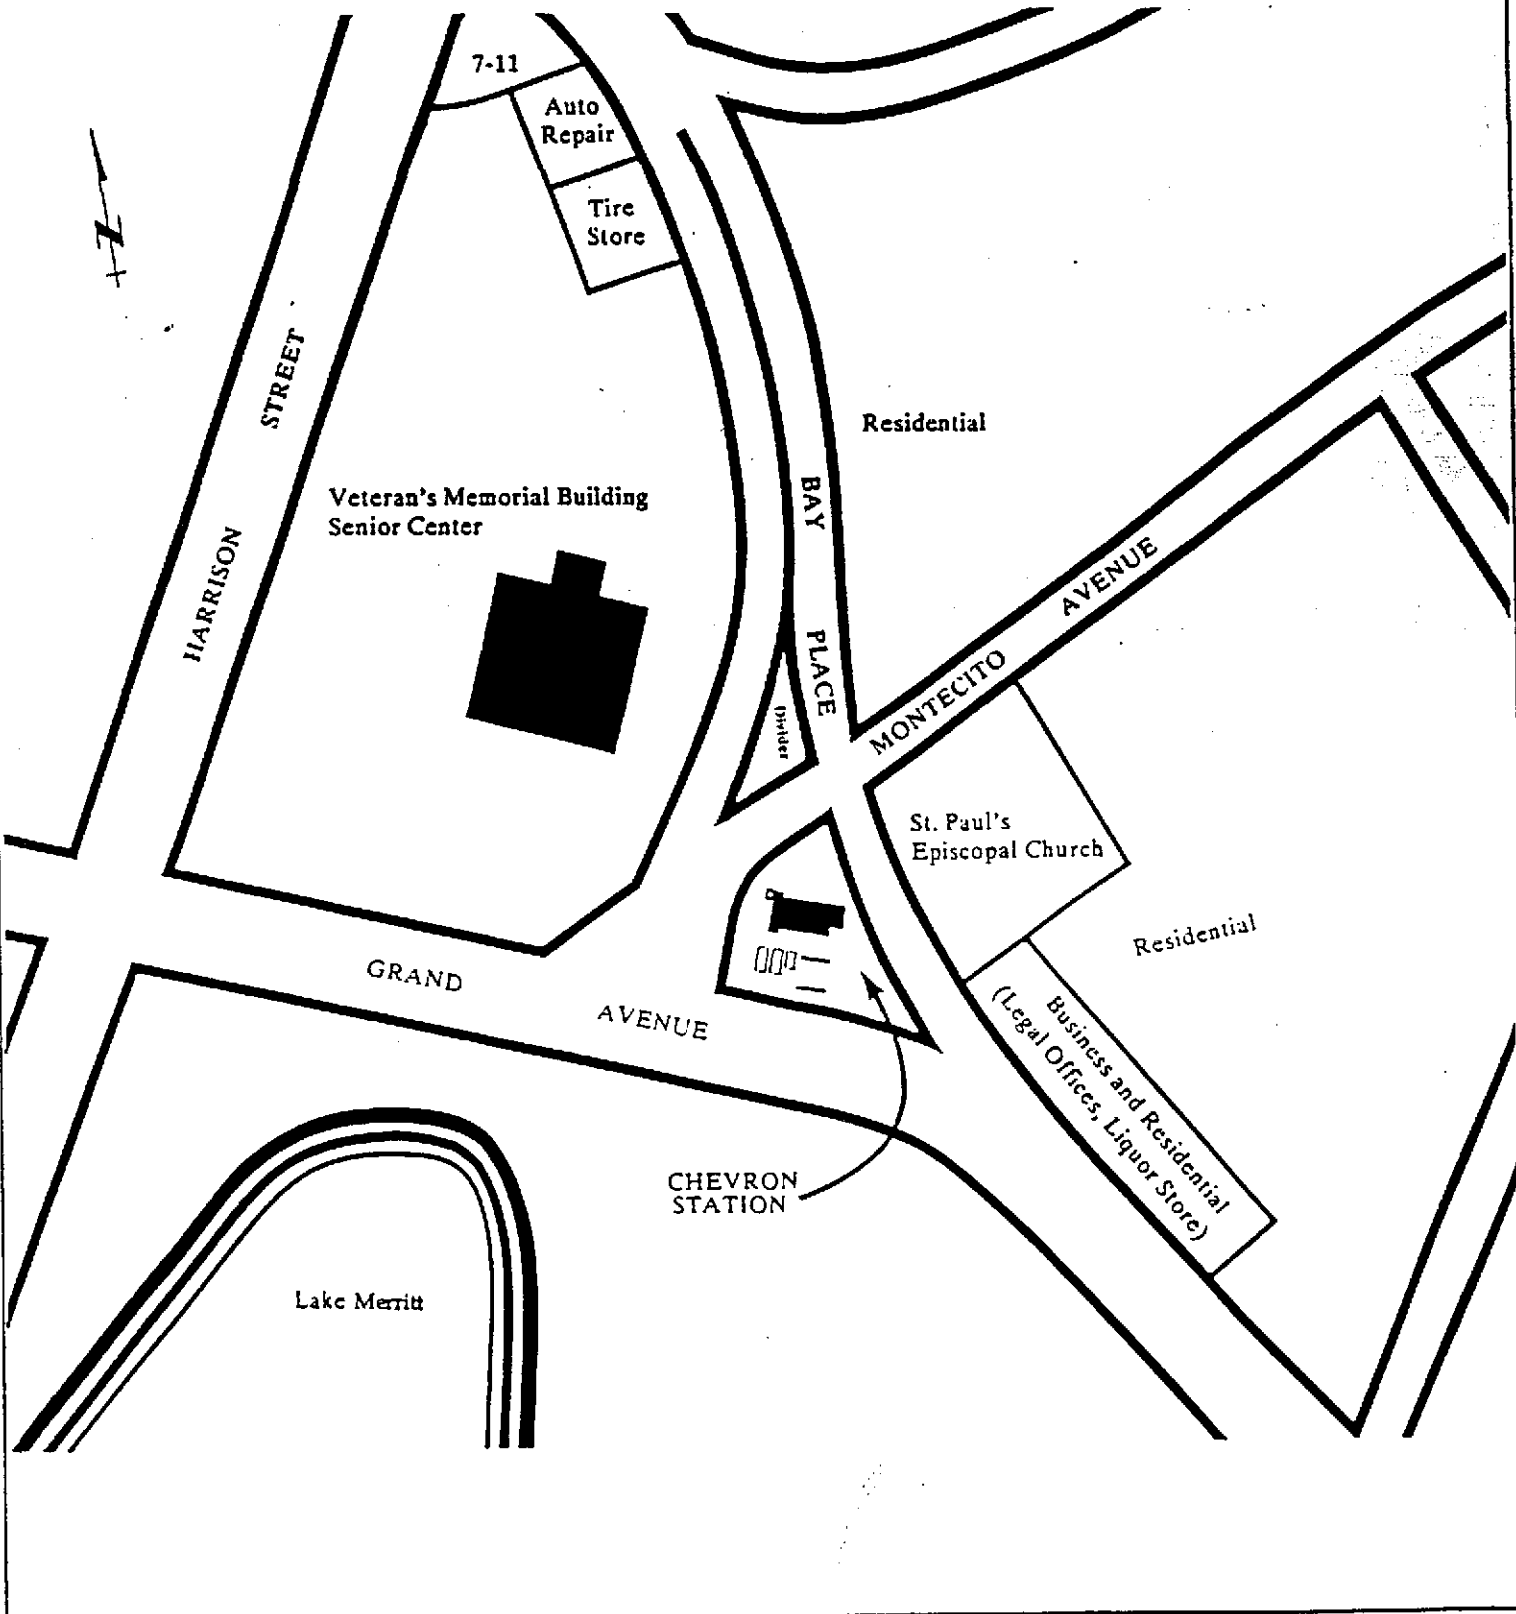 7-11
Auto
Repair
Tire
Store
N
HARRISON STREET
Residential
Veteran's Memorial Building
Senior Center
BAY PLACE
MONTECITO AVENUE
Divider
St. Paul's
Episcopal Church
Residential
GRAND AVENUE
Business and Residential
(Legal Offices, Liquor Store)
CHEVRON
STATION
Lake Merritt